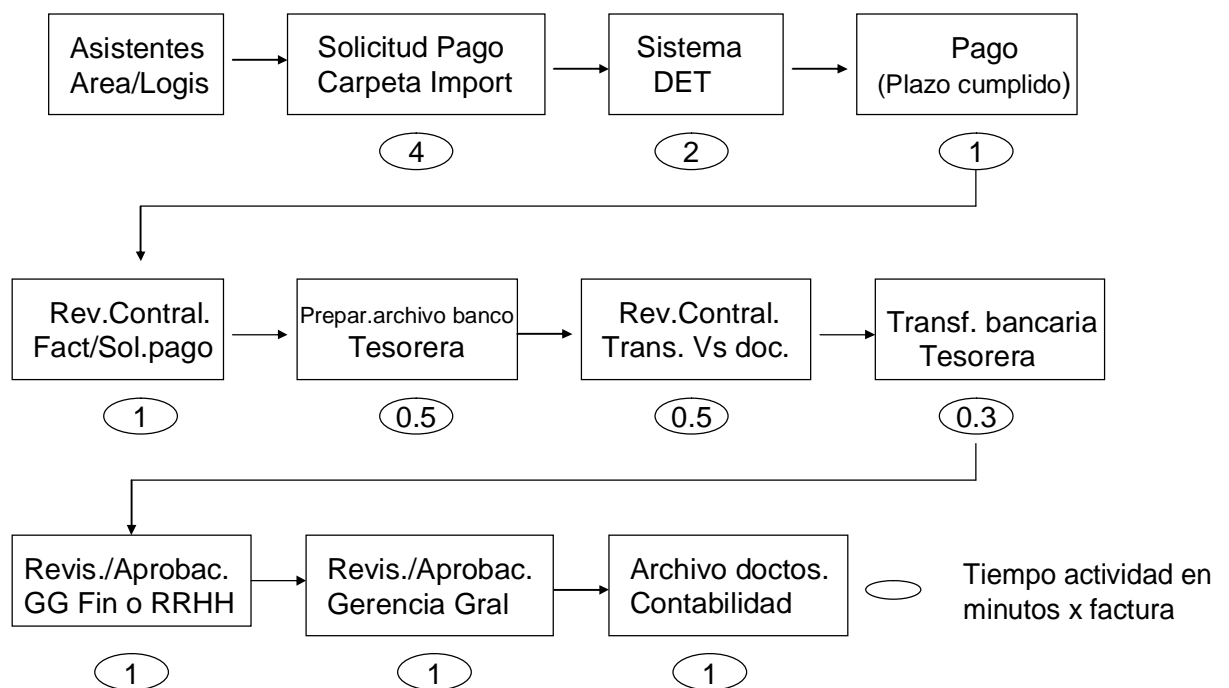 Asistentes
Area/Logis
Solicitud Pago
Carpeta Import
Sistema
DET
Pago
(Plazo cumplido)
4
2
1
Rev.Contral.
Fact/Sol.pago
Prepar.archivo banco
Tesorera
Rev.Contral.
Trans. Vs doc.
Transf. bancaria
Tesorera
1
0.5
0.5
0.3
Revis./Aprobac.
GG Fin o RRHH
Revis./Aprobac.
Gerencia Gral
Archivo doctos.
Contabilidad
Tiempo actividad en
minutos x factura
1
1
1